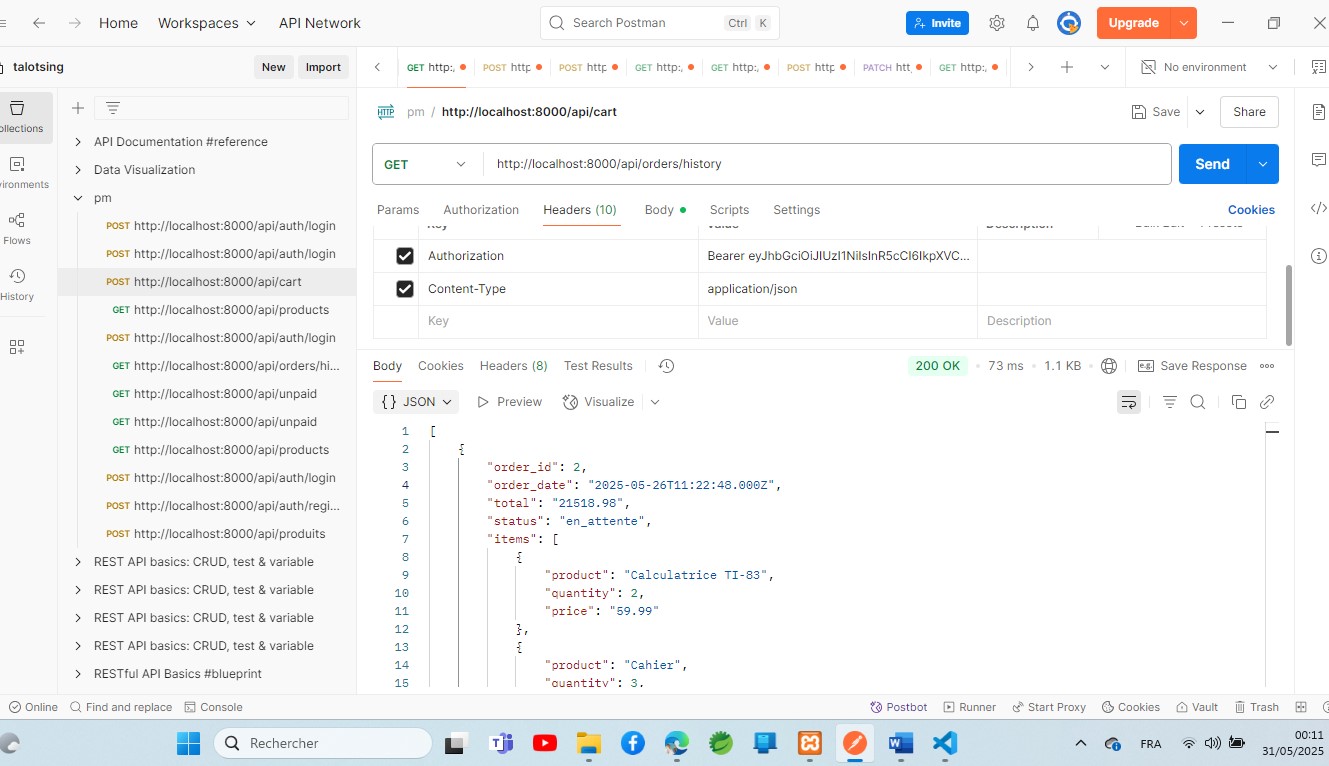 Home Workspaces API Network Search Postman Ctrl K Invite Upgrade
talotsing New Import GET http:, POST http POST http GET http:, GET http:, POST http PATCH htt GET http:, No environment
pm / http://localhost:8000/api/cart Save Share
ollections
API Documentation #reference
Data Visualization
pm
POST http://localhost:8000/api/auth/login
POST http://localhost:8000/api/auth/login
POST http://localhost:8000/api/cart
GET http://localhost:8000/api/products
POST http://localhost:8000/api/auth/login
GET http://localhost:8000/api/orders/hi...
GET http://localhost:8000/api/unpaid
GET http://localhost:8000/api/unpaid
GET http://localhost:8000/api/products
POST http://localhost:8000/api/auth/login
POST http://localhost:8000/api/auth/regi...
POST http://localhost:8000/api/produits
REST API basics: CRUD, test & variable
REST API basics: CRUD, test & variable
REST API basics: CRUD, test & variable
REST API basics: CRUD, test & variable
RESTful API Basics #blueprint
vironments
Flows
History
HTTP
GET http://localhost:8000/api/orders/history Send
Params Authorization Headers (10) Body Scripts Settings Cookies
Key Value Description Bulk Edit Presets
Authorization Bearer eyJhbGciOiJIUzI1NiIsInR5cCI6IkpXVC...
Content-Type application/json
Key Value Description
Body Cookies Headers (8) Test Results 200 OK 73 ms 1.1 KB e.g. Save Response
{} JSON Preview Visualize
1 [
2 {
3 "order_id": 2,
4 "order_date": "2025-05-26T11:22:48.000Z",
5 "total": "21518.98",
6 "status": "en_attente",
7 "items": [
8 {
9 "product": "Calculatrice TI-83",
10 "quantity": 2,
11 "price": "59.99"
12 },
13 {
14 "product": "Cahier",
15 "quantity": 3,
Online Find and replace Console Postbot Runner Start Proxy Cookies Vault Trash
Rechercher FRA 00:11
31/05/2025